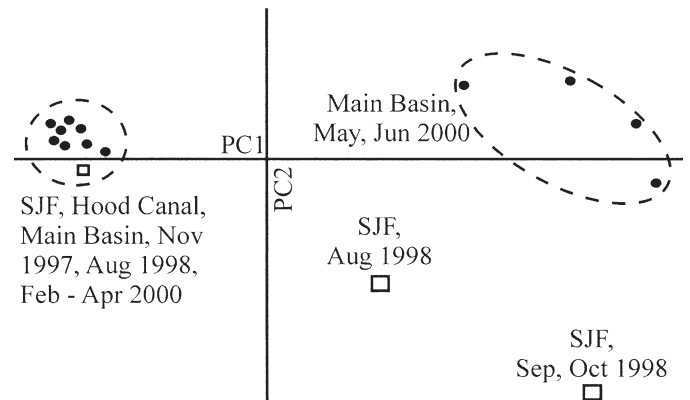 Main Basin,
May, Jun 2000
PC1
PC2
SJF, Hood Canal,
Main Basin, Nov
1997, Aug 1998,
Feb - Apr 2000
SJF,
Aug 1998
SJF,
Sep, Oct 1998